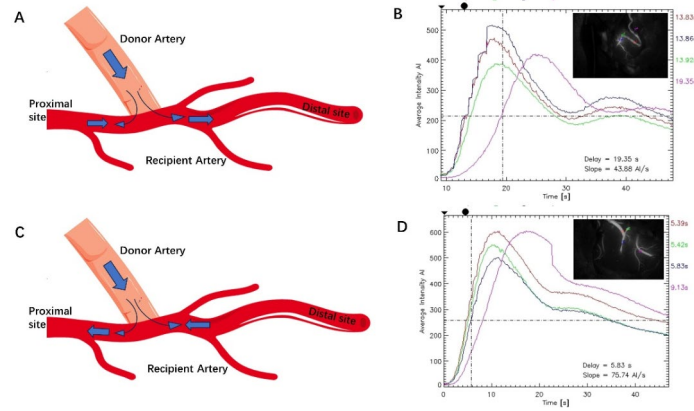 A
Donor Artery
Proximal
site
Distal site
Recipient Artery
B
Average Intensity AI
500
400
300
200
100
0
10
20
30
40
Time [s]
Delay = 19.35 s
Slope = 43.88 AI/s
13.83
13.86
13.92
19.35
C
Donor Artery
Proximal
site
Distal site
Recipient Artery
D
Average Intensity AI
600
500
400
300
200
100
0
0
10
20
30
40
Time [s]
Delay = 5.83 s
Slope = 75.74 AI/s
5.39s
5.42s
5.83s
9.13s